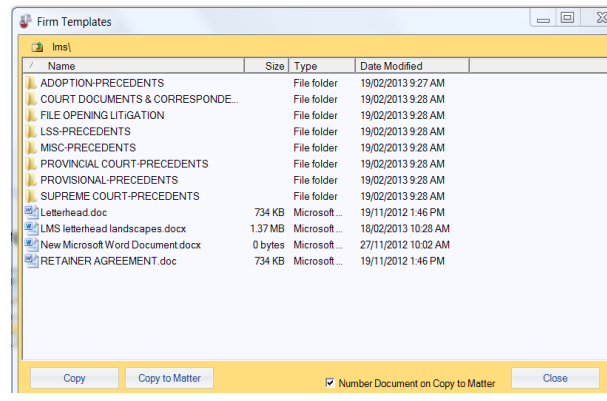 Firm Templates
lms\
/ Name Size Type Date Modified
ADOPTION-PRECEDENTS File folder 19/02/2013 9:27 AM
COURT DOCUMENTS & CORRESPONDE... File folder 19/02/2013 9:28 AM
FILE OPENING LITiGATION File folder 19/02/2013 9:28 AM
LSS-PRECEDENTS File folder 19/02/2013 9:28 AM
MISC-PRECEDENTS File folder 19/02/2013 9:28 AM
PROVINCIAL COURT-PRECEDENTS File folder 19/02/2013 9:28 AM
PROVISIONAL-PRECEDENTS File folder 19/02/2013 9:28 AM
SUPREME COURT-PRECEDENTS File folder 19/02/2013 9:28 AM
Letterhead.doc 734 KB Microsoft... 19/11/2012 1:46 PM
LMS letterhead landscapes.docx 1.37 MB Microsoft... 18/02/2013 10:28 AM
New Microsoft Word Document.docx 0 bytes Microsoft... 27/11/2012 10:02 AM
RETAINER AGREEMENT.doc 734 KB Microsoft... 19/11/2012 1:46 PM
Copy Copy to Matter Number Document on Copy to Matter Close